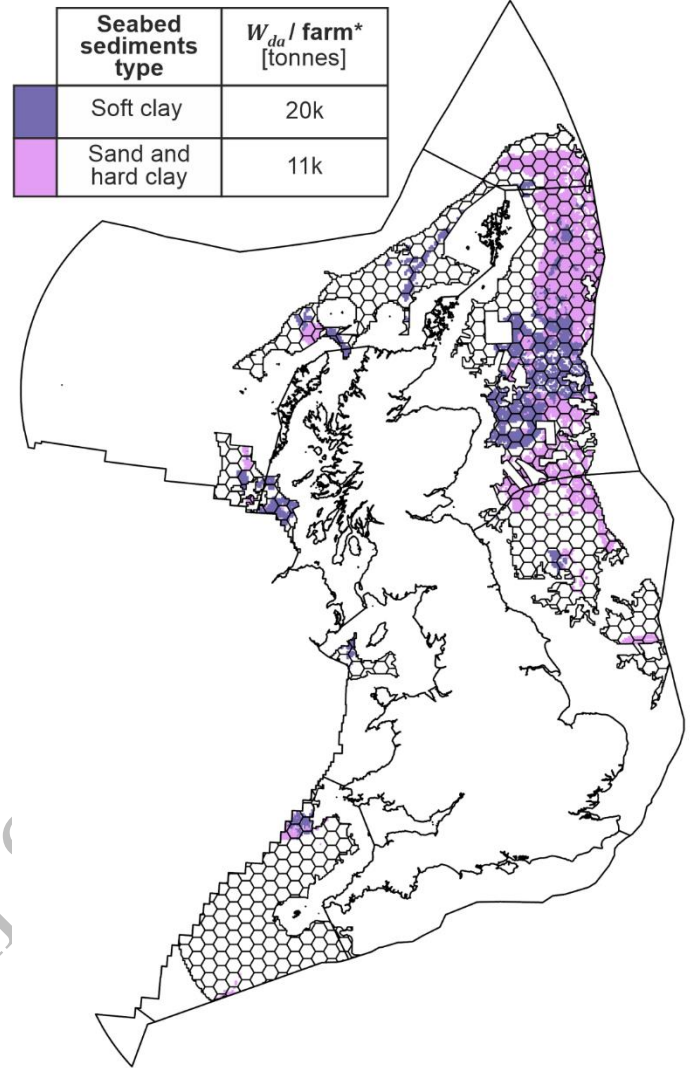 Seabed
sediments
type
W_da / farm*
[tonnes]
Soft clay
20k
Sand and
hard clay
11k